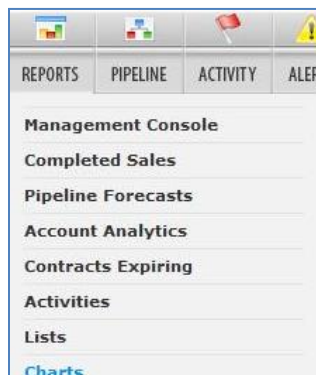 REPORTS PIPELINE ACTIVITY
Management Console
Completed Sales
Pipeline Forecasts
Account Analytics
Contracts Expiring
Activities
Lists
Charts